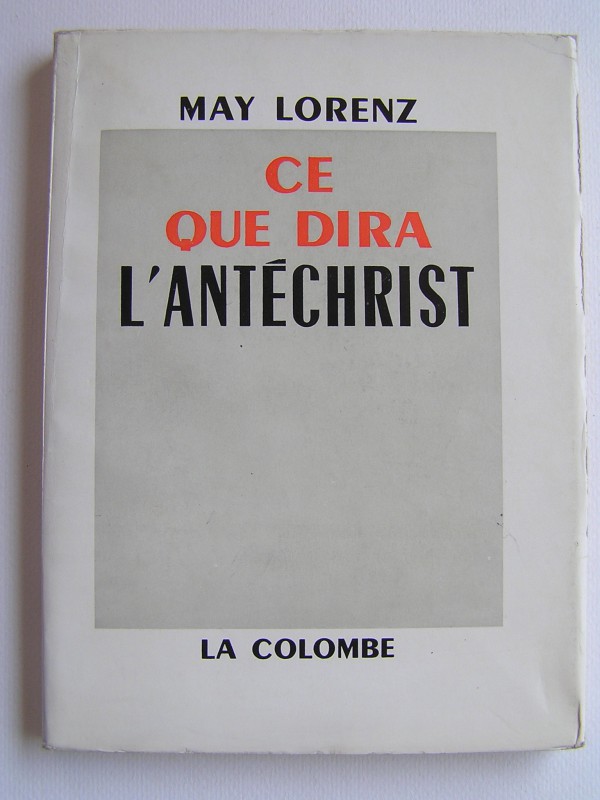 MAY LORENZ
CE
QUE DIRA
L'ANTÉCHRIST
LA COLOMBE